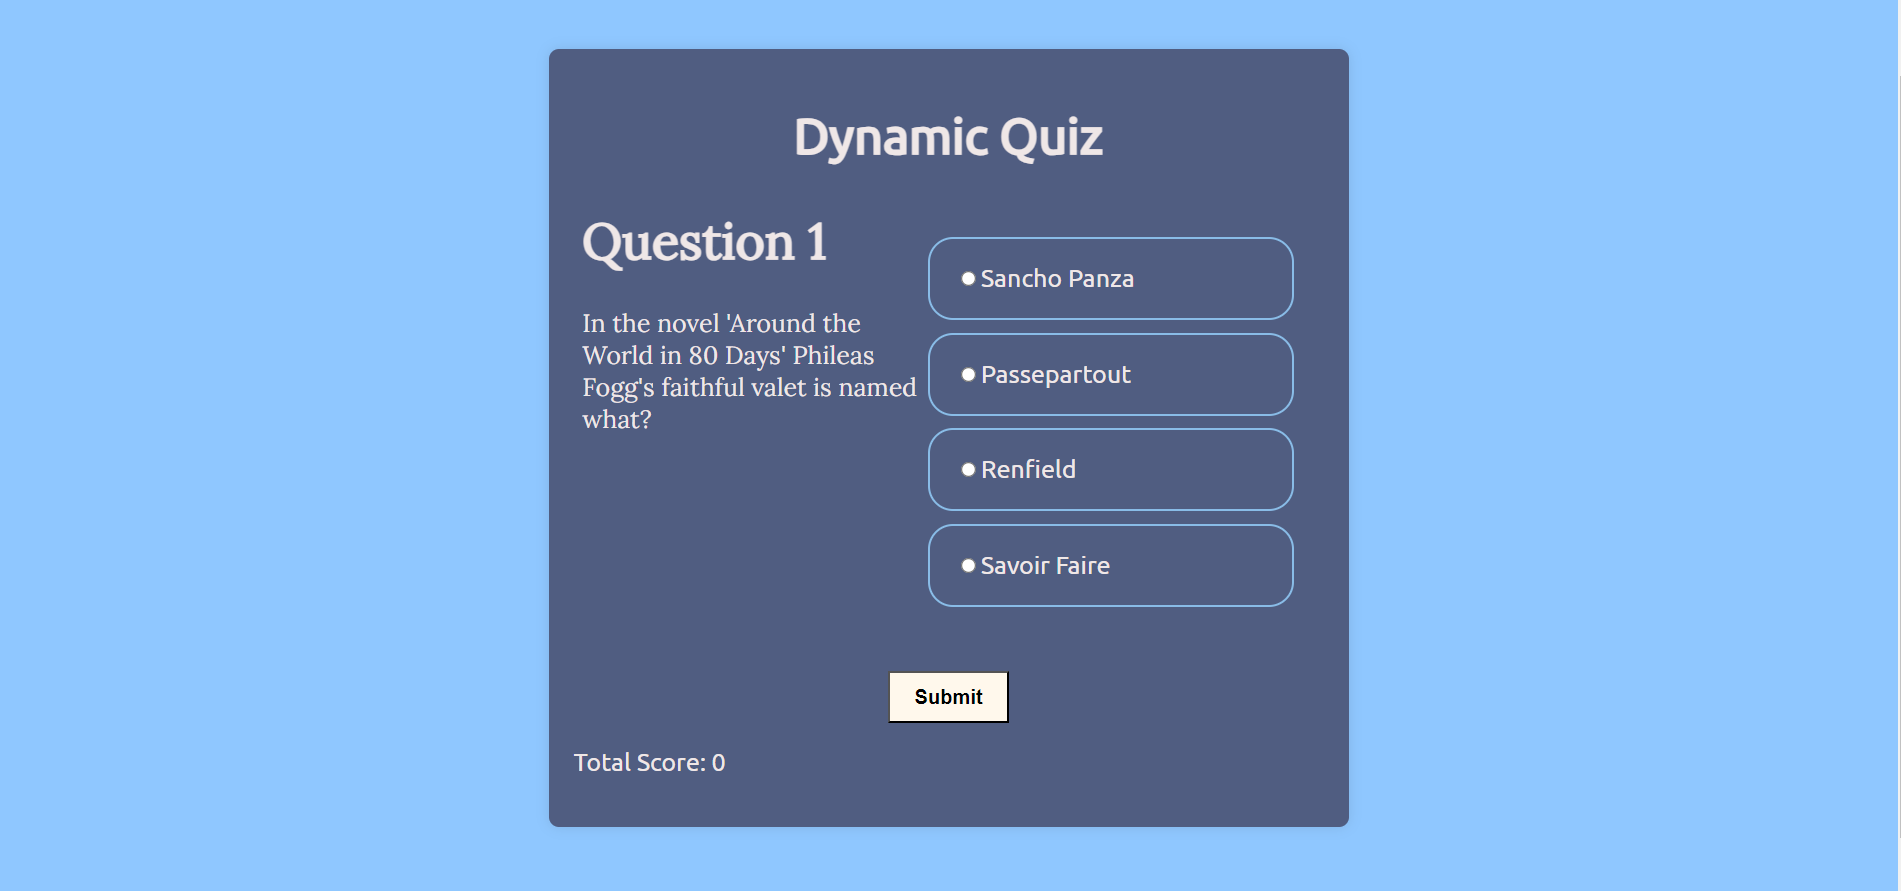 Dynamic Quiz
Question 1
In the novel 'Around the
World in 80 Days' Phileas
Fogg's faithful valet is named
what?
Sancho Panza
Passepartout
Renfield
Savoir Faire
Submit
Total Score: 0